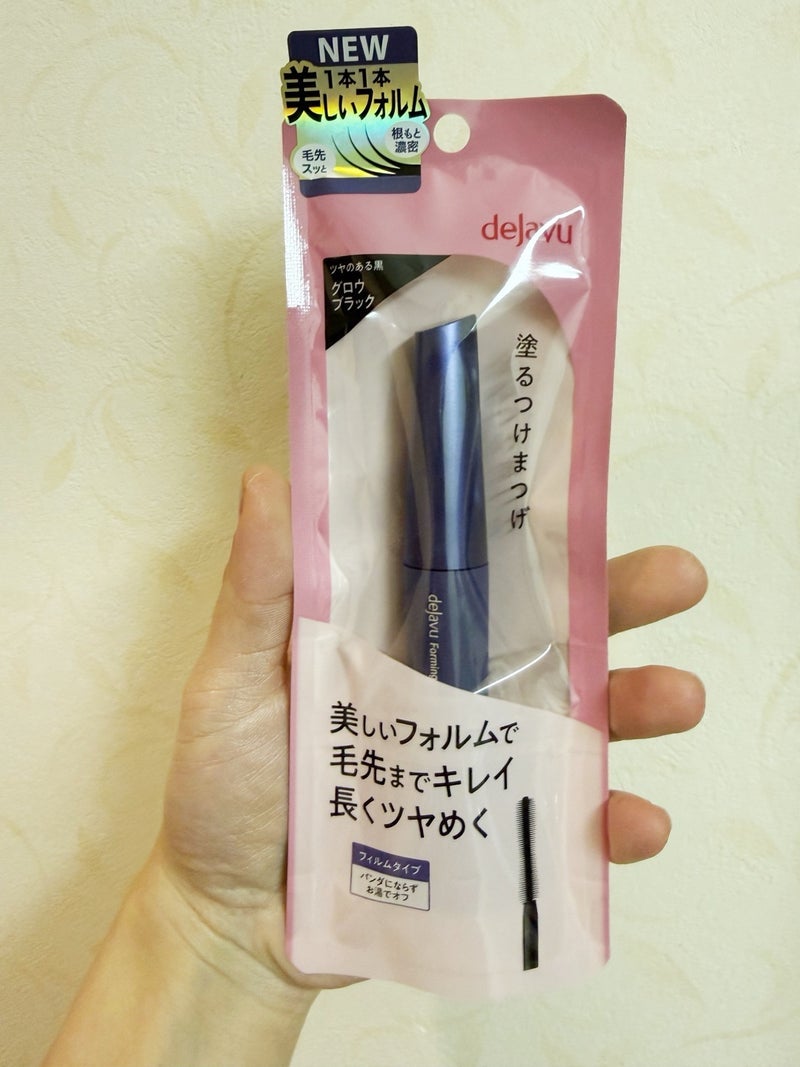 NEW
1本1本
美しいフォルム
根もと
濃密
毛先
スッと
dejavu
ツヤのある黒
グロウ
ブラック
塗るつけまつげ
dejavu Forming
美しいフォルムで
毛先までキレイ
長くツヤめく
フィルムタイプ
パンダにならず
お湯でオフ